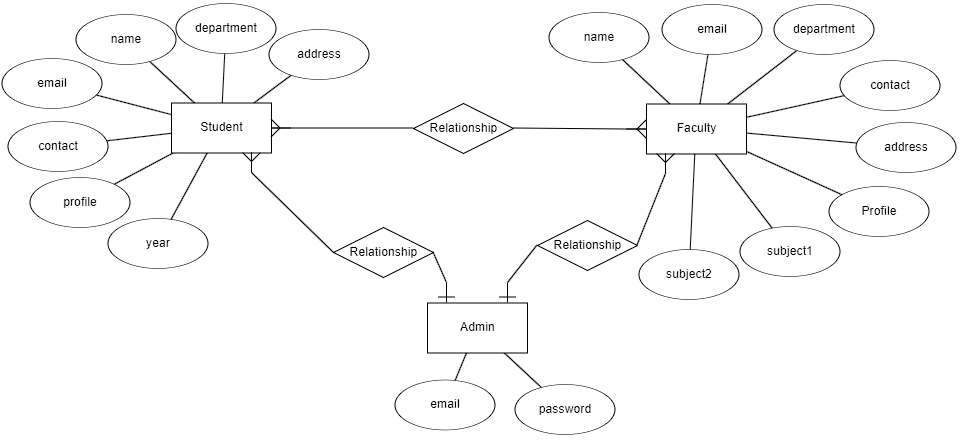 department
name
address
email
Student
contact
profile
year
Relationship
name
email
department
contact
Faculty
address
Profile
subject1
subject2
Relationship
Relationship
Admin
email
password